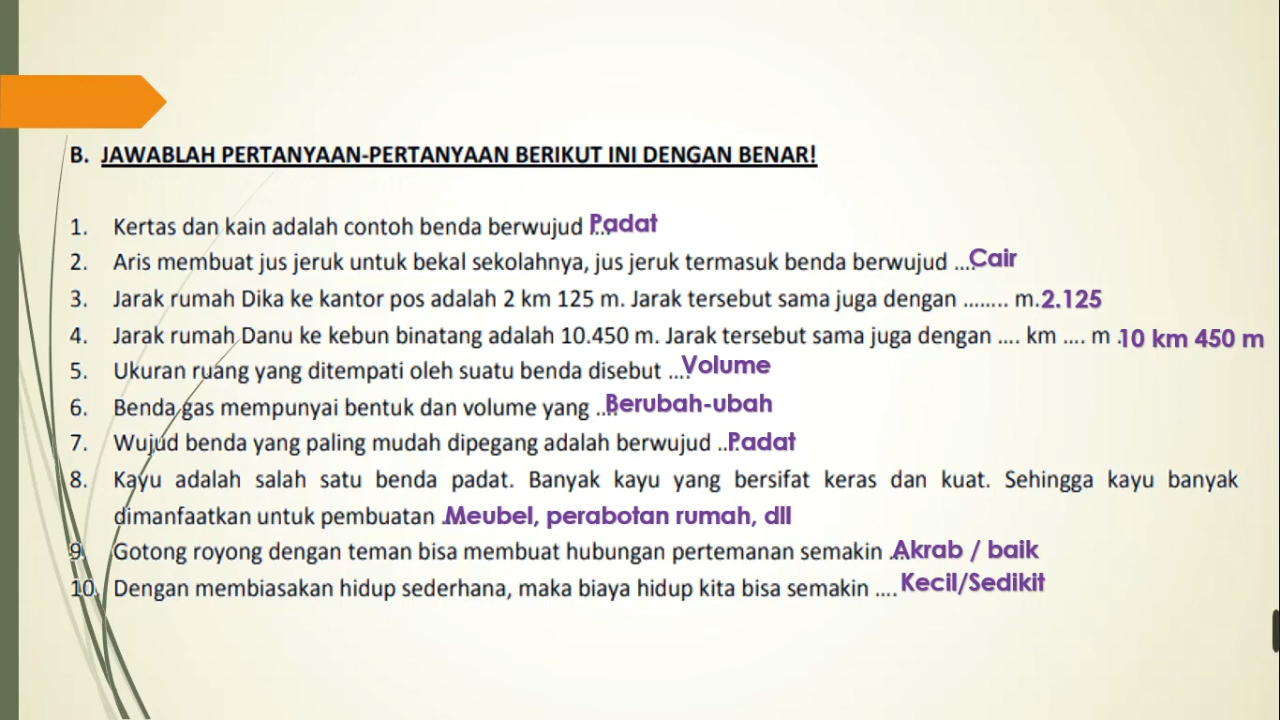 B. JAWABLAH PERTANYAAN-PERTANYAAN BERIKUT INI DENGAN BENAR!
1. Kertas dan kain adalah contoh benda berwujud .... Padat
2. Aris membuat jus jeruk untuk bekal sekolahnya, jus jeruk termasuk benda berwujud .... Cair
3. Jarak rumah Dika ke kantor pos adalah 2 km 125 m. Jarak tersebut sama juga dengan ........ m. 2.125
4. Jarak rumah Danu ke kebun binatang adalah 10.450 m. Jarak tersebut sama juga dengan .... km .... m . 10 km 450 m
5. Ukuran ruang yang ditempati oleh suatu benda disebut .... Volume
6. Benda gas mempunyai bentuk dan volume yang .... Berubah-ubah
7. Wujud benda yang paling mudah dipegang adalah berwujud .... Padat
8. Kayu adalah salah satu benda padat. Banyak kayu yang bersifat keras dan kuat. Sehingga kayu banyak
dimanfaatkan untuk pembuatan .. Meubel, perabotan rumah, dll
9. Gotong royong dengan teman bisa membuat hubungan pertemanan semakin .... Akrab / baik
10. Dengan membiasakan hidup sederhana, maka biaya hidup kita bisa semakin .... Kecil/Sedikit